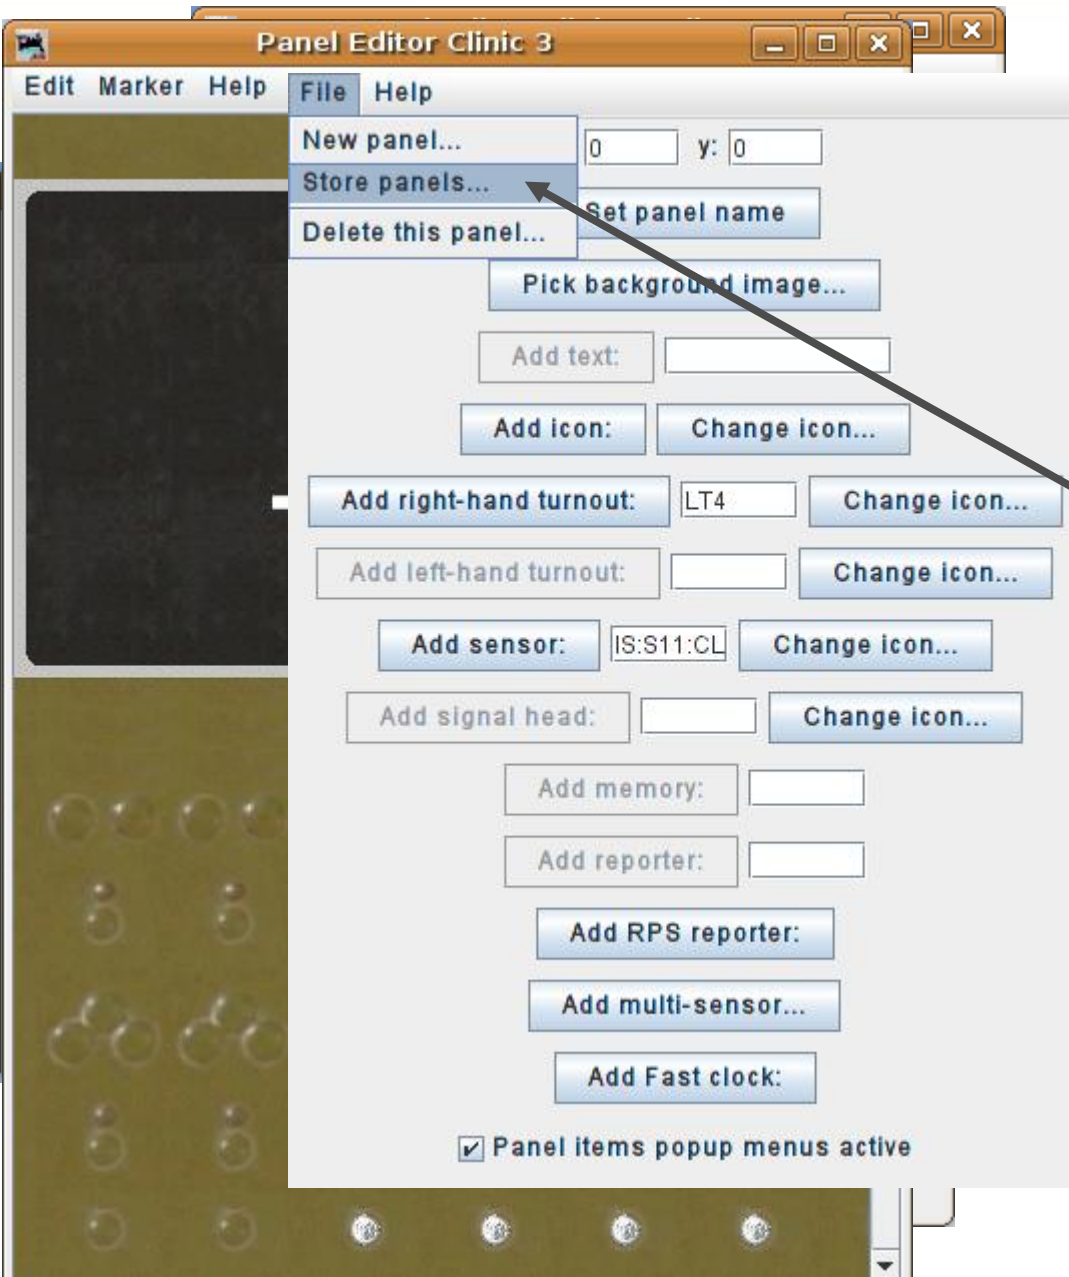 Panel Editor Clinic 3
Edit Marker Help File Help
New panel...
Store panels...
Delete this panel...
0 y: 0
Set panel name
Pick background image...
Add text:
Add icon: Change icon...
Add right-hand turnout: LT4 Change icon...
Add left-hand turnout: Change icon...
Add sensor: IS:S11:CL Change icon...
Add signal head: Change icon...
Add memory:
Add reporter:
Add RPS reporter:
Add multi-sensor...
Add Fast clock:
Panel items popup menus active